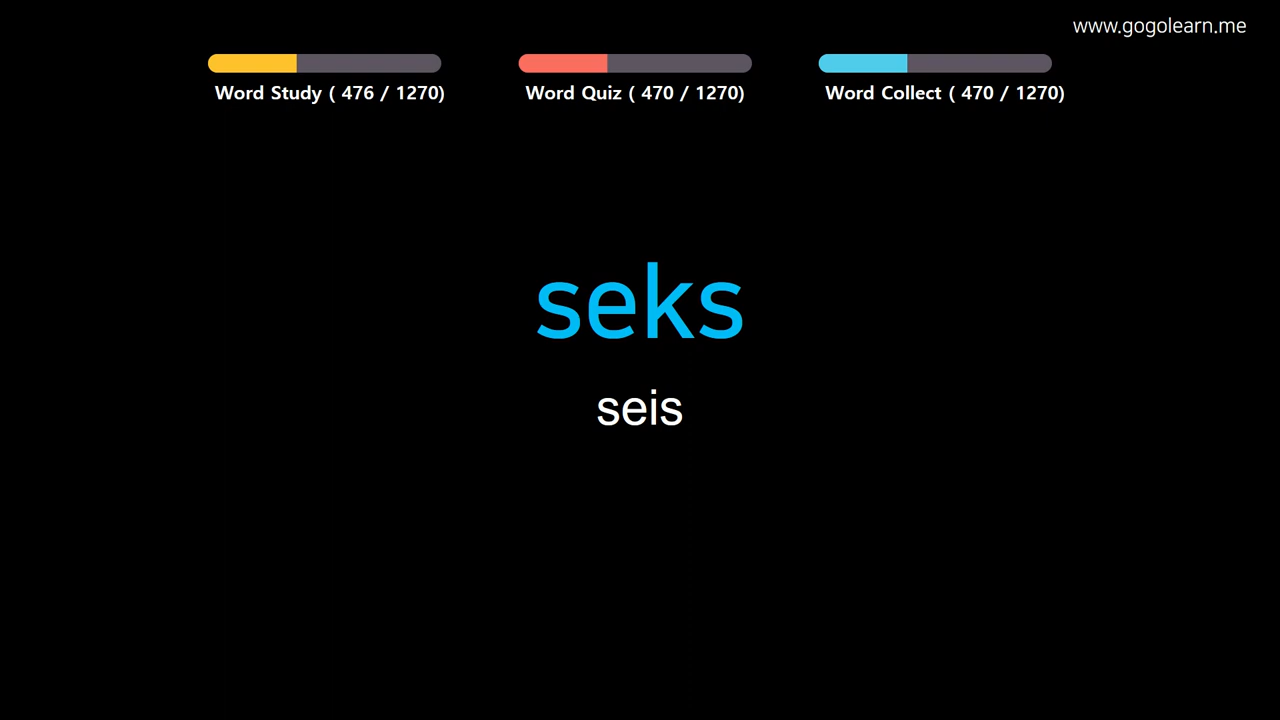 www.gogolearn.me
Word Study ( 476 / 1270)
Word Quiz ( 470 / 1270)
Word Collect ( 470 / 1270)
seks
seis